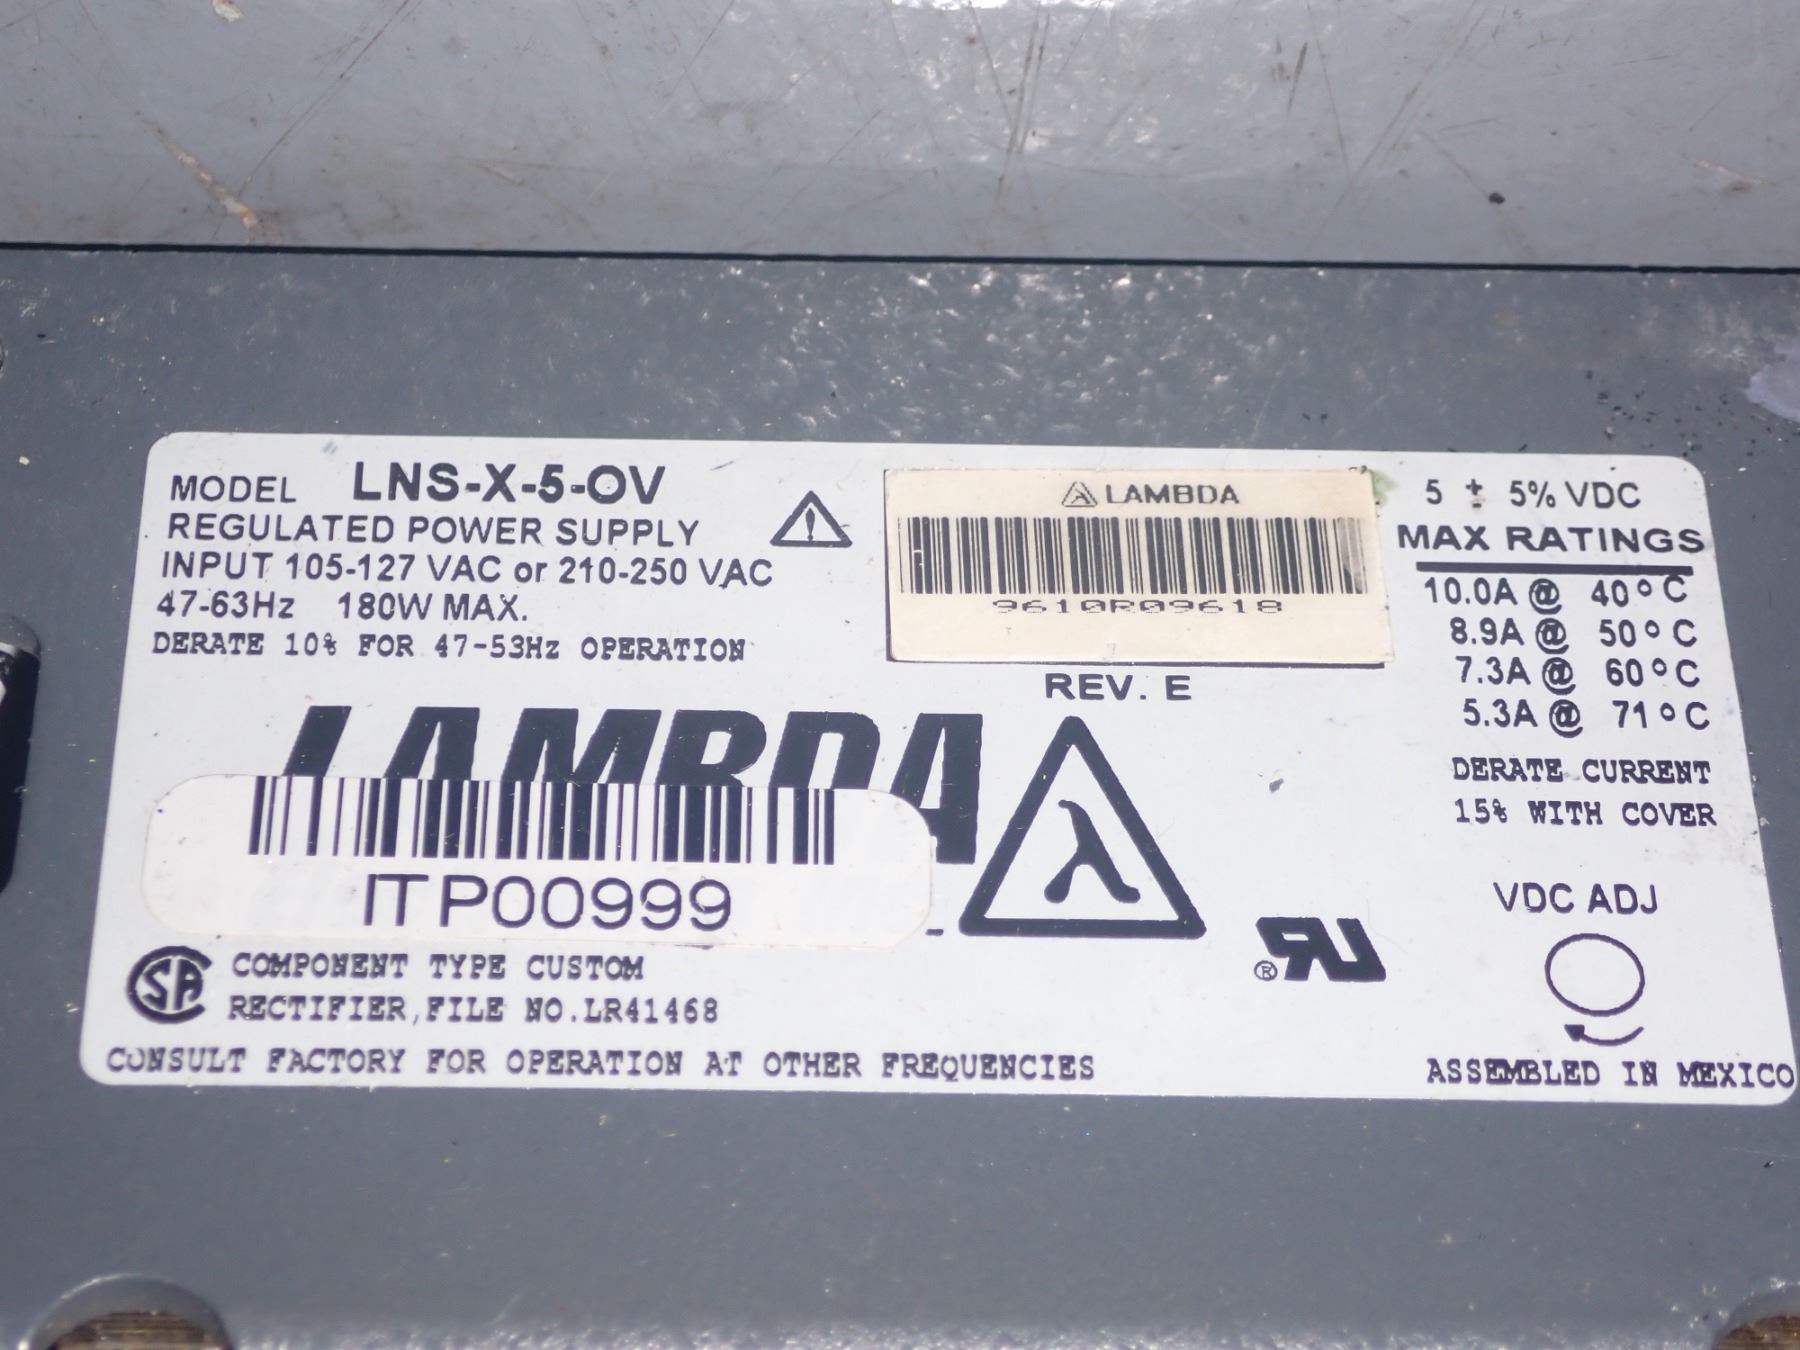 MODEL LNS-X-5-OV
REGULATED POWER SUPPLY
INPUT 105-127 VAC or 210-250 VAC
47-63Hz 180W MAX.
DERATE 10% FOR 47-53Hz OPERATION
LAMBDA
9610R09618
REV. E
5 ± 5% VDC
MAX RATINGS
10.0A @ 40°C
8.9A @ 50°C
7.3A @ 60°C
5.3A @ 71°C
DERATE CURRENT
15% WITH COVER
LAMBDA
λ
ITP00999
VDC ADJ
SA COMPONENT TYPE CUSTOM
RECTIFIER, FILE NO. LR41468
RU ®
CONSULT FACTORY FOR OPERATION AT OTHER FREQUENCIES
ASSEMBLED IN MEXICO